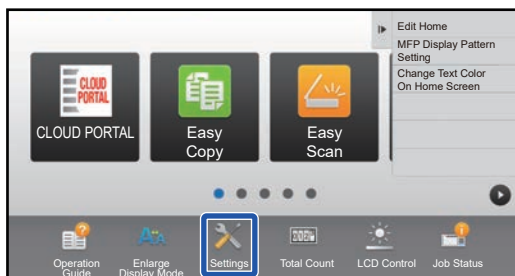 Edit Home
MFP Display Pattern
Setting
Change Text Color
On Home Screen
CLOUD
PORTAL
CLOUD PORTAL
Easy
Copy
Easy
Scan
Operation
Guide
Enlarge
Display Mode
Settings
Total Count
LCD Control
Job Status